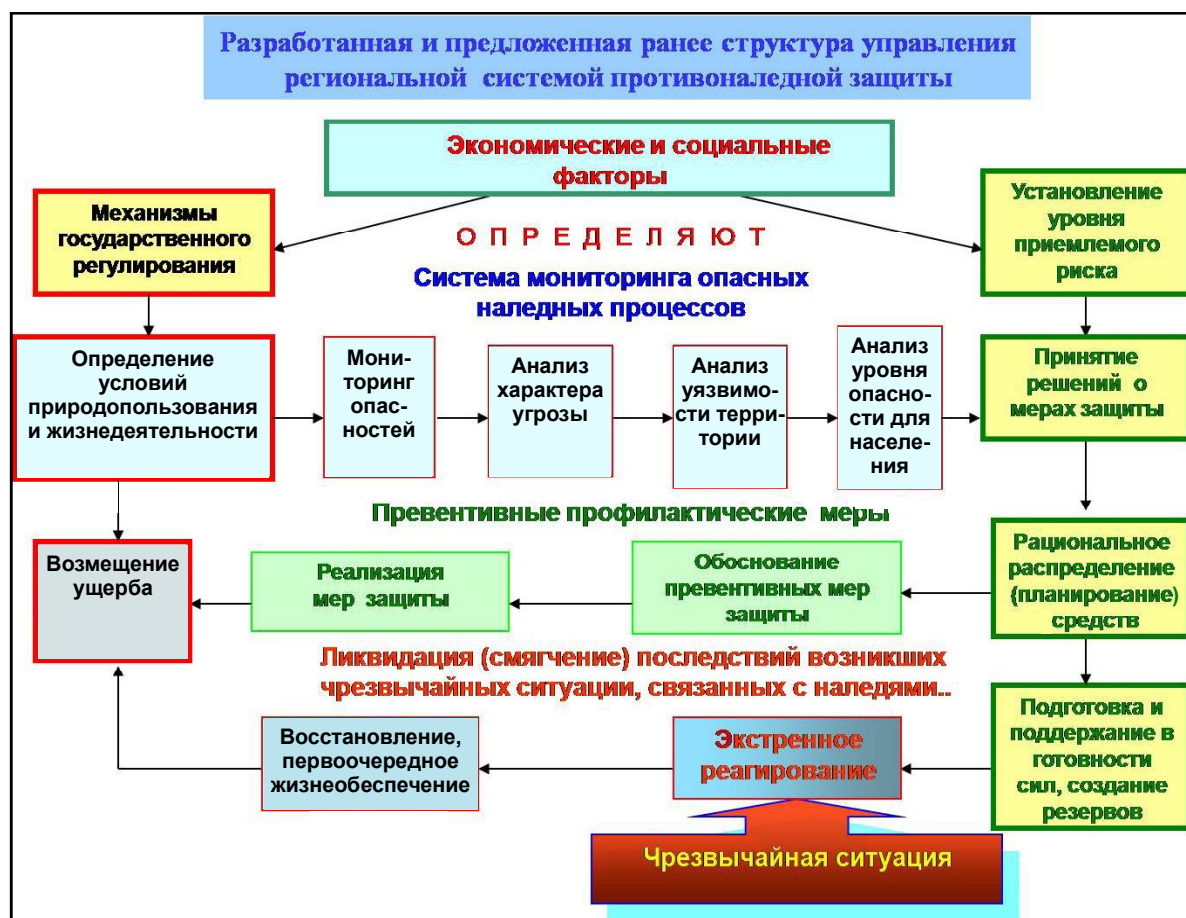 Разработанная и предложенная ранее структура управления
региональной системой противоналедной защиты
Экономические и социальные
факторы
Механизмы
государственного
регулирования
О П Р Е Д Е Л Я Ю Т
Установление
уровня
приемлемого
риска
Система мониторинга опасных
наледных процессов
Определение
условий
природопользования
и жизнедеятельности
Мони-
торинг
опас-
ностей
Анализ
характера
угрозы
Анализ
уязвимо-
сти терри-
тории
Анализ
уровня
опасно-
сти для
населе-
ния
Принятие
решений о
мерах защиты
Превентивные профилактические меры
Возмещение
ущерба
Реализация
мер защиты
Обоснование
превентивных мер
защиты
Рациональное
распределение
(планирование)
средств
Ликвидация (смягчение) последствий возникших
чрезвычайных ситуации, связанных с наледями..
Восстановление,
первоочередное
жизнеобеспечение
Экстренное
реагирование
Подготовка и
поддержание в
готовности
сил, создание
резервов
Чрезвычайная ситуация